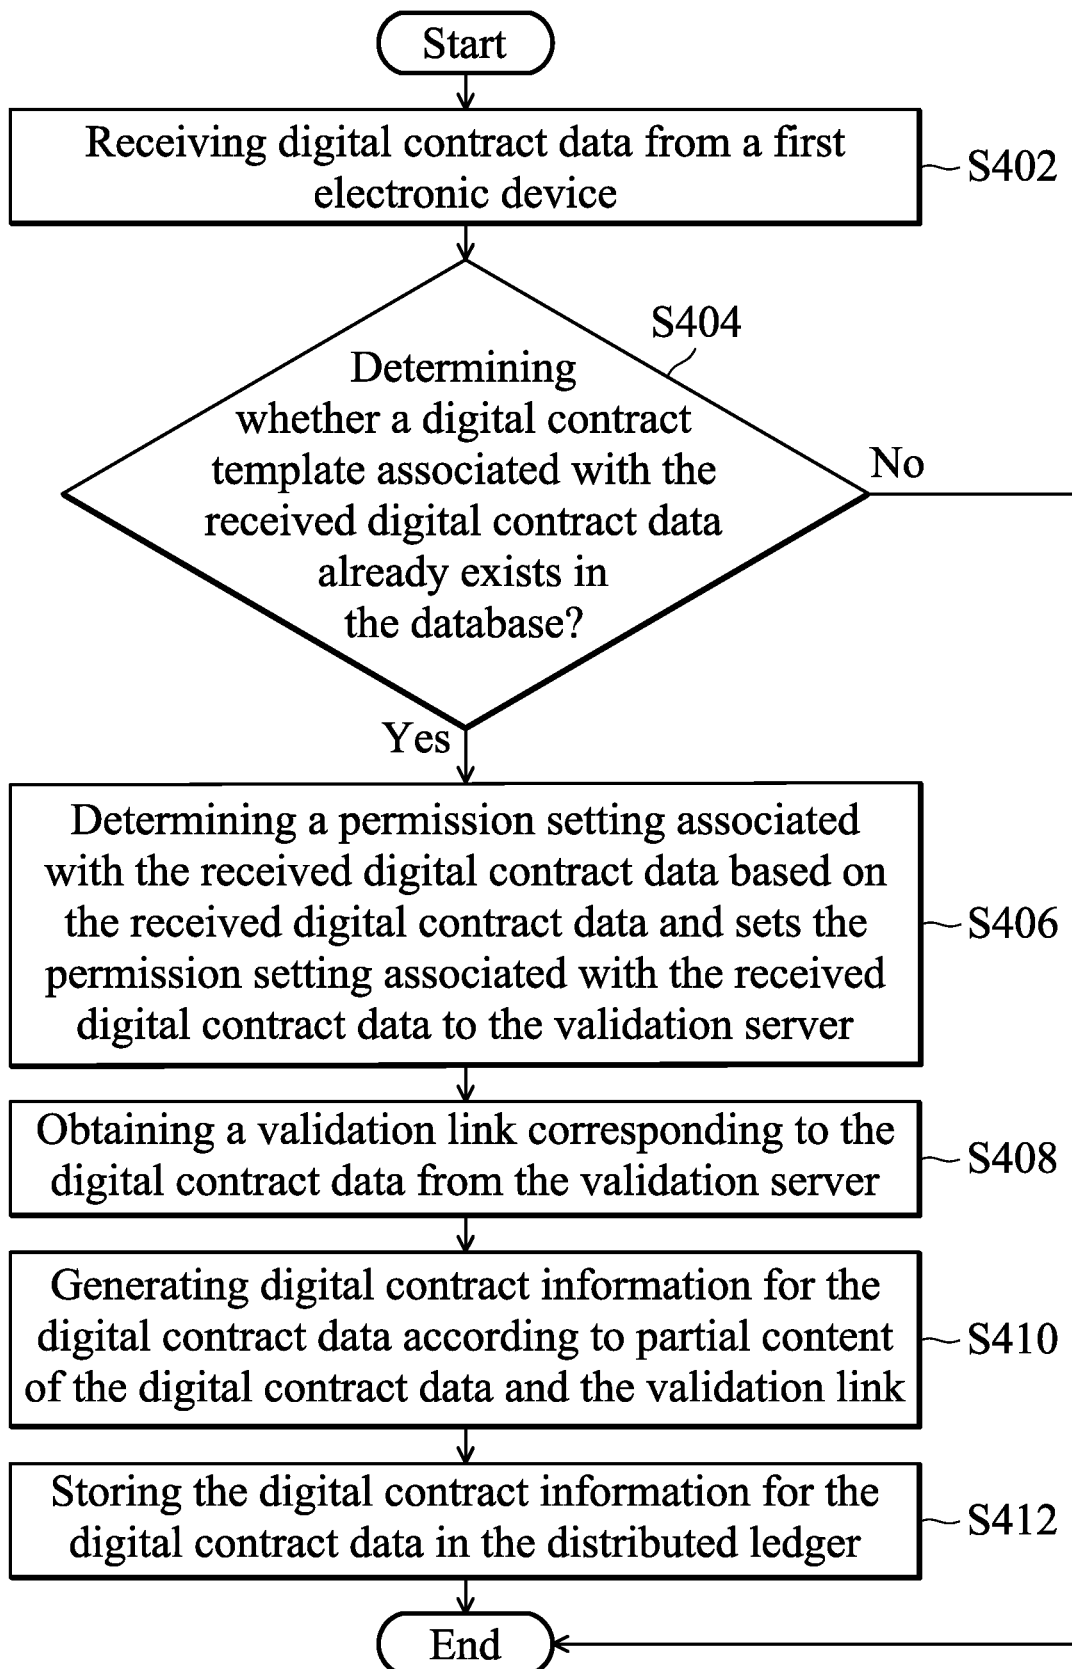 Start
Receiving digital contract data from a first
electronic device
S402
S404
Determining
whether a digital contract
template associated with the
received digital contract data
already exists in
the database?
No
Yes
Determining a permission setting associated
with the received digital contract data based on
the received digital contract data and sets the
permission setting associated with the received
digital contract data to the validation server
S406
Obtaining a validation link corresponding to the
digital contract data from the validation server
S408
Generating digital contract information for the
digital contract data according to partial content
of the digital contract data and the validation link
S410
Storing the digital contract information for the
digital contract data in the distributed ledger
S412
End